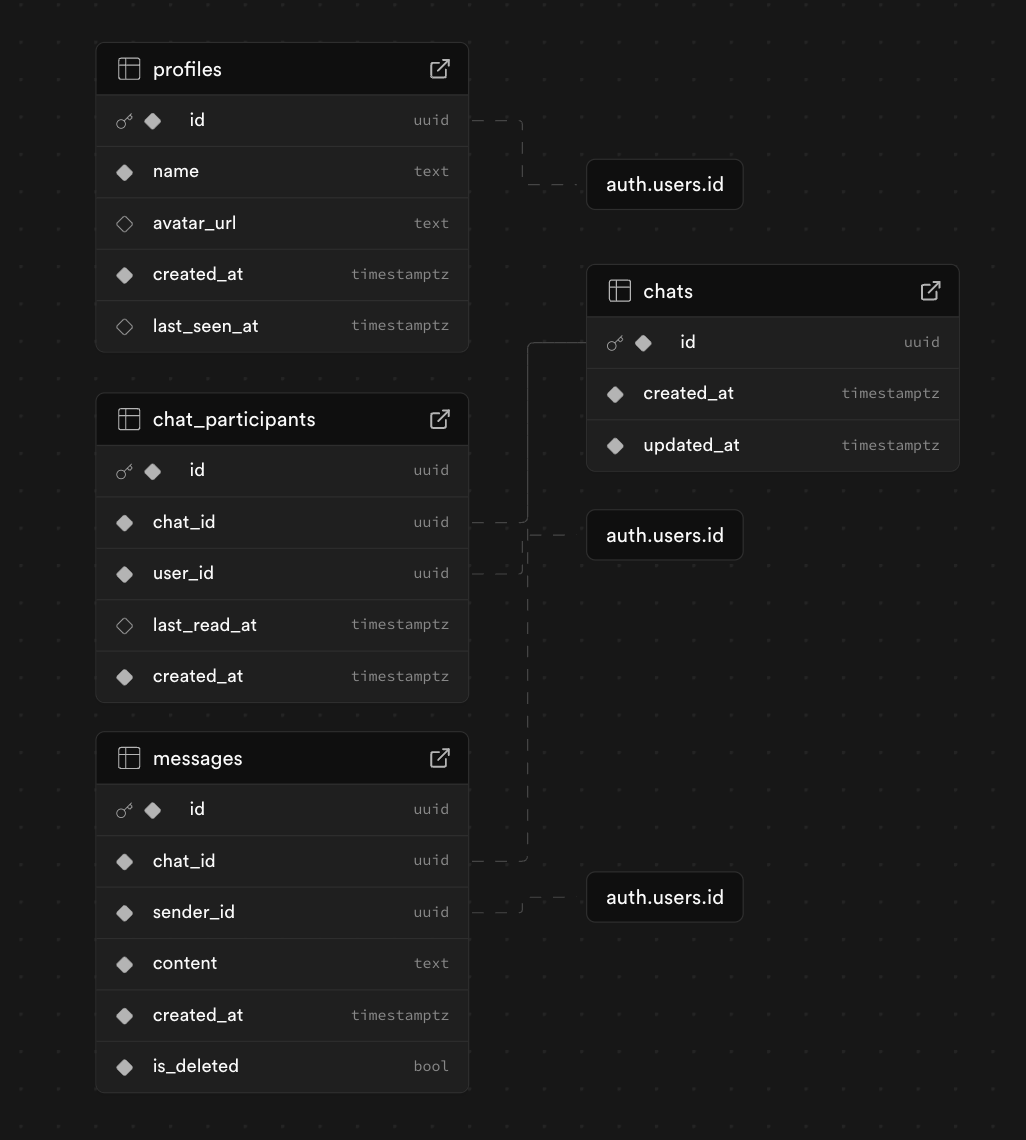 profiles
id uuid
name text
avatar_url text
created_at timestamptz
last_seen_at timestamptz
auth.users.id
chats
id uuid
created_at timestamptz
updated_at timestamptz
chat_participants
id uuid
chat_id uuid
user_id uuid
last_read_at timestamptz
created_at timestamptz
auth.users.id
messages
id uuid
chat_id uuid
sender_id uuid
content text
created_at timestamptz
is_deleted bool
auth.users.id